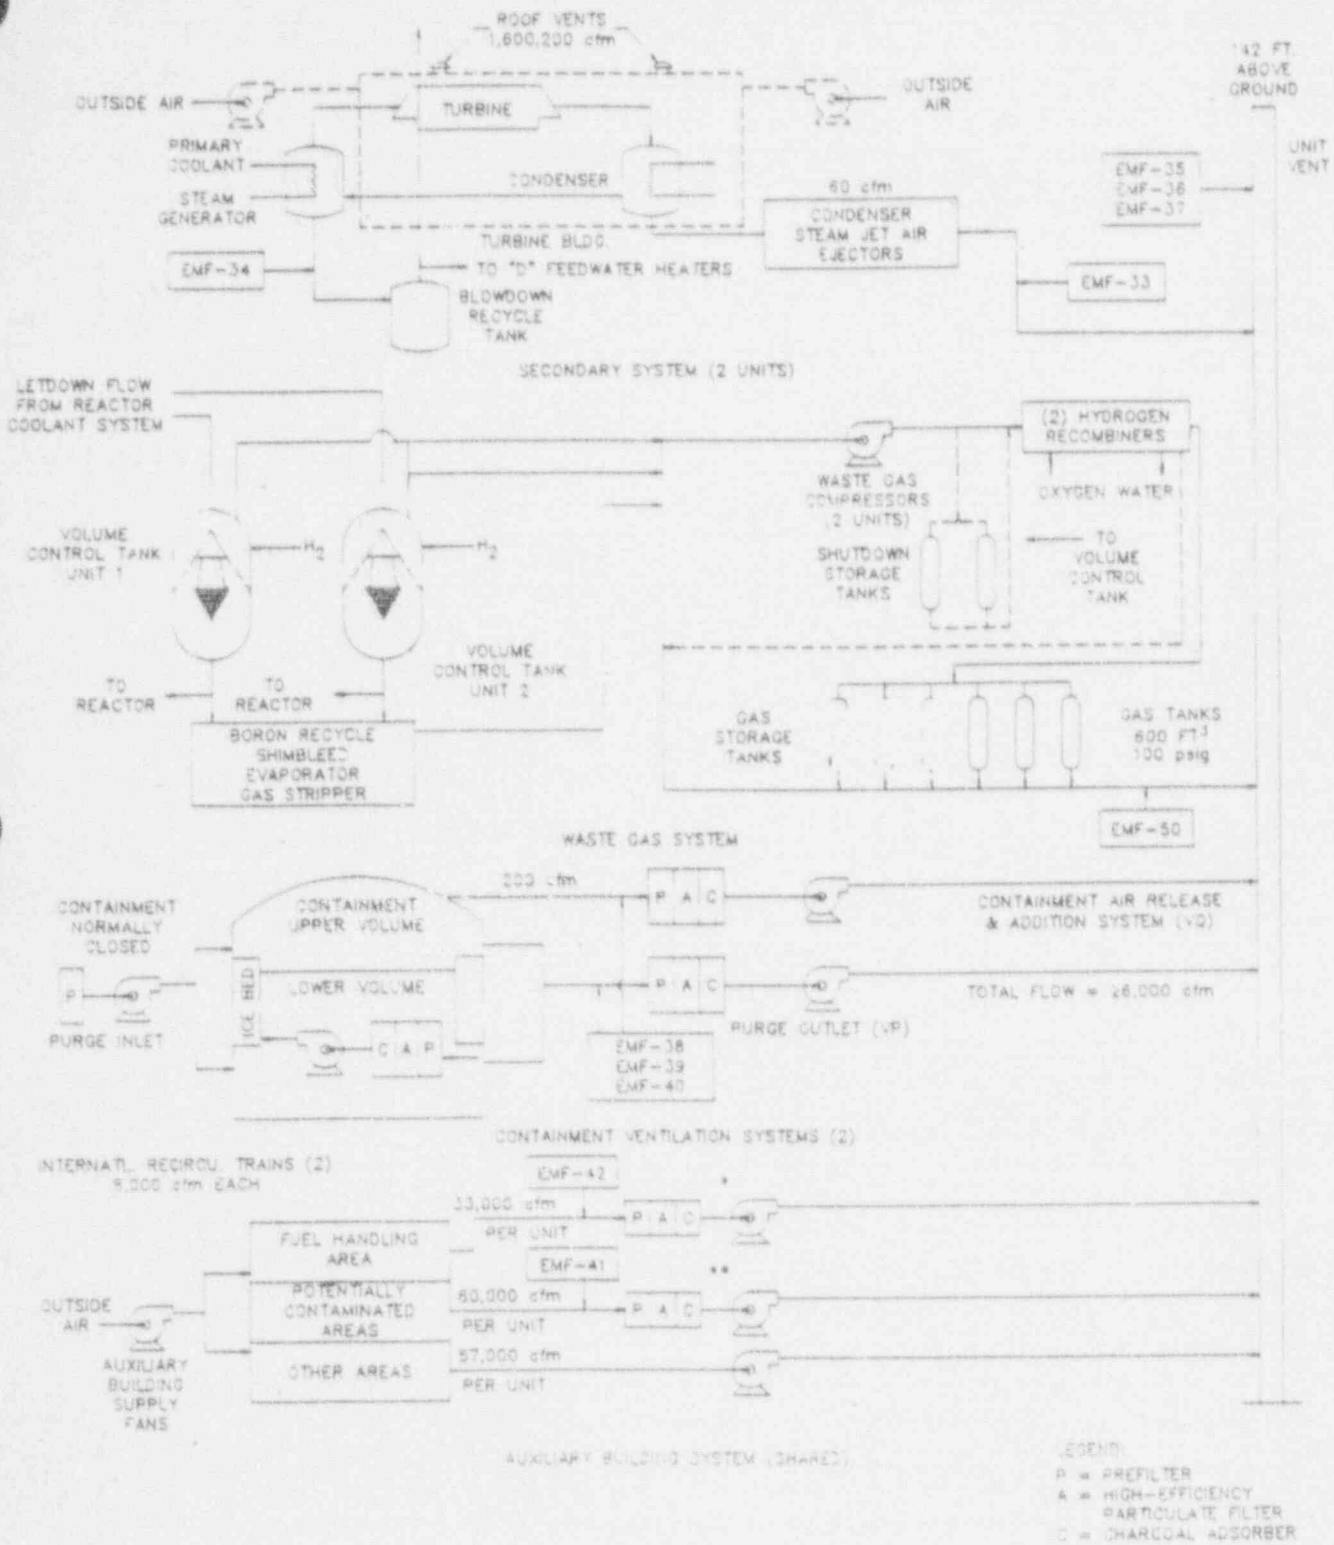 ROOF VENTS
1,600,200 cfm
142 FT.
ABOVE
GROUND
OUTSIDE AIR
TURBINE
OUTSIDE
AIR
UNIT
VENT
PRIMARY
COOLANT
STEAM
GENERATOR
CONDENSER
60 cfm
CONDENSER
STEAM JET AIR
EJECTORS
EMF-35
EMF-36
EMF-37
TURBINE BLDG.
EMF-34
TO "D" FEEDWATER HEATERS
EMF-33
BLOWDOWN
RECYCLE
TANK
SECONDARY SYSTEM (2 UNITS)
LETDOWN FLOW
FROM REACTOR
COOLANT SYSTEM
(2) HYDROGEN
RECOMBINERS
WASTE GAS
COMPRESSORS
(2 UNITS)
OXYGEN WATER
VOLUME
CONTROL TANK
UNIT 1
H2
H2
SHUTDOWN
STORAGE
TANKS
TO
VOLUME
CONTROL
TANK
VOLUME
CONTROL TANK
UNIT 2
TO
REACTOR
TO
REACTOR
BORON RECYCLE
SHIMBLEED
EVAPORATOR
GAS STRIPPER
GAS
STORAGE
TANKS
GAS TANKS
600 FT3
100 psig
EMF-50
WASTE GAS SYSTEM
200 cfm
P A C
CONTAINMENT
NORMALLY
CLOSED
CONTAINMENT
UPPER VOLUME
CONTAINMENT AIR RELEASE
& ADDITION SYSTEM (VQ)
P
ICE BED
LOWER VOLUME
P A C
TOTAL FLOW = 26,000 cfm
PURGE INLET
C A P
PURGE OUTLET (VP)
EMF-38
EMF-39
EMF-40
CONTAINMENT VENTILATION SYSTEMS (2)
INTERNATL. RECIRCU. TRAINS (2)
8,000 cfm EACH
EMF-42
*
33,000 cfm
PER UNIT
P A C
FUEL HANDLING
AREA
EMF-41
**
POTENTIALLY
CONTAMINATED
AREAS
60,000 cfm
PER UNIT
P A C
OUTSIDE
AIR
OTHER AREAS
57,000 cfm
PER UNIT
AUXILIARY
BUILDING
SUPPLY
FANS
AUXILIARY BUILDING SYSTEM (SHARED)
LEGEND:
P = PREFILTER
A = HIGH-EFFICIENCY
PARTICULATE FILTER
C = CHARCOAL ADSORBER